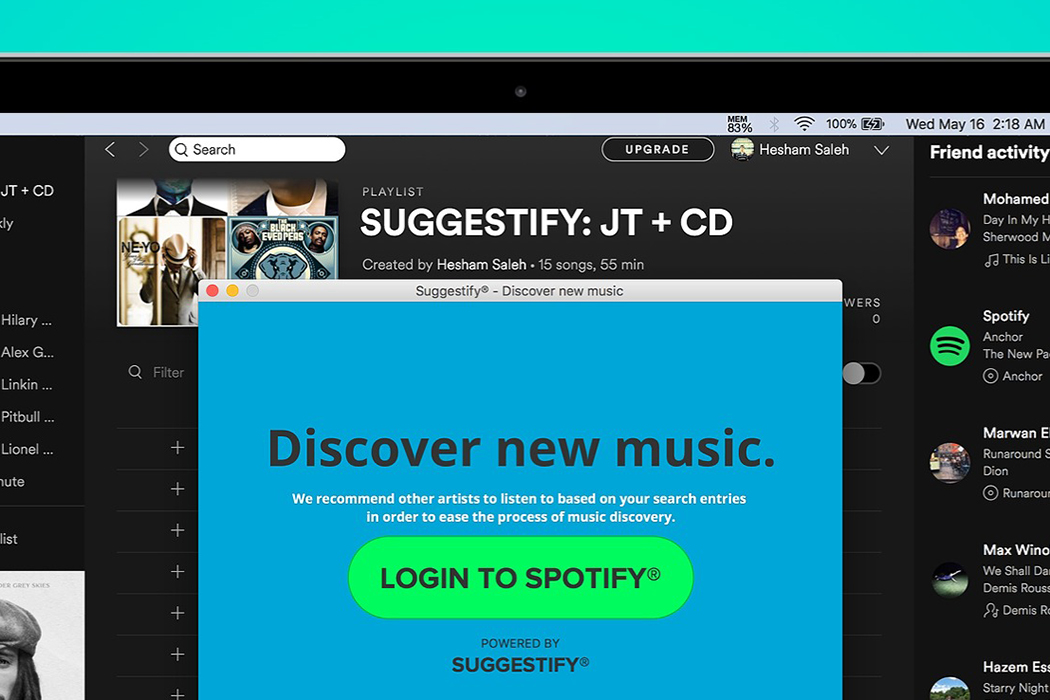 MEM
83%
100%
Wed May 16 2:18 AM
Search
UPGRADE
Hesham Saleh
Friend activity
JT + CD
PLAYLIST
SUGGESTIFY: JT + CD
Created by Hesham Saleh • 15 songs, 55 min
NE-YO
THE
BLACK
EYED PEAS
Suggestify® - Discover new music
WERS
0
Filter
Hilary ...
Alex G...
Linkin ...
Pitbull ...
Lionel ...
nute
list
DER GREY SKIES
Discover new music.
We recommend other artists to listen to based on your search entries
in order to ease the process of music discovery.
LOGIN TO SPOTIFY®
POWERED BY
SUGGESTIFY®
Mohamed
Day In My H
Sherwood M
This Is Li
Spotify
Anchor
The New Pa
Anchor
Marwan E
Runaround S
Dion
Runaroun
Max Wino
We Shall Da
Demis Rouss
Demis Ro
Hazem Ess
Starry Night